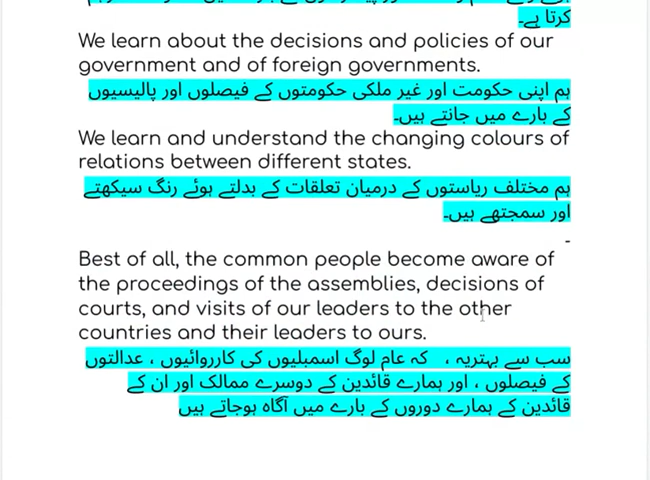 کرتا ہے۔
We learn about the decisions and policies of our
government and of foreign governments.
ہم اپنی حکومت اور غیر ملکی حکومتوں کے فیصلوں اور پالیسیوں
کے بارے میں جانتے ہیں۔
We learn and understand the changing colours of
relations between different states.
ہم مختلف ریاستوں کے درمیان تعلقات کے بدلتے ہوئے رنگ سیکھتے
اور سمجتھے ہیں۔
-
Best of all, the common people become aware of
the proceedings of the assemblies, decisions of
courts, and visits of our leaders to the other
countries and their leaders to ours.
سب سے بہتریہ ، کہ عام لوگ اسمبلیوں کی کارروائیوں ، عدالتوں
کے فیصلوں ، اور ہمارے قائدین کے دوسرے ممالک اور ان کے
قائدین کے ہمارے دوروں کے بارے میں آگاہ ہوجاتے ہیں